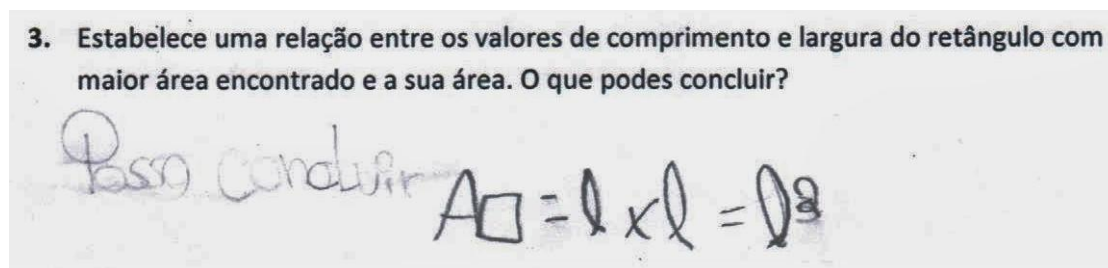 3. Estabelece uma relação entre os valores de comprimento e largura do retângulo com
maior área encontrado e a sua área. O que podes concluir?
Posso concluir
A□ = l x l = l²